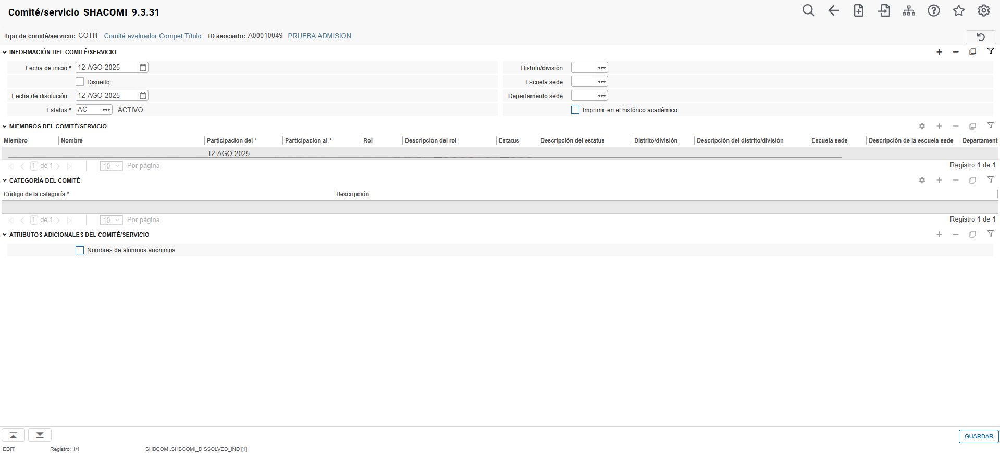 Comité/servicio SHACOMI 9.3.31
Tipo de comité/servicio: COTI1 Comité evaluador Compet Título ID asociado: A00010049 PRUEBA ADMISION
INFORMACIÓN DEL COMITÉ/SERVICIO
Fecha de inicio * 12-AGO-2025 Distrito/división
Disuelto Escuela sede
Fecha de disolución 12-AGO-2025 Departamento sede
Estatus * AC ACTIVO Imprimir en el histórico académico
MIEMBROS DEL COMITÉ/SERVICIO
Miembro Nombre Participación del * Participación al * Rol Descripción del rol Estatus Descripción del estatus Distrito/división Descripción del distrito/división Escuela sede Descripción de la escuela sede Departament
12-AGO-2025
1 de 1 10 Por página Registro 1 de 1
CATEGORÍA DEL COMITÉ
Código de la categoría * Descripción
1 de 1 10 Por página Registro 1 de 1
ATRIBUTOS ADICIONALES DEL COMITÉ/SERVICIO
Nombres de alumnos anónimos
GUARDAR
EDIT Registro: 1/1 SHBCOMI.SHBCOMI_DISSOLVED_IND [1]